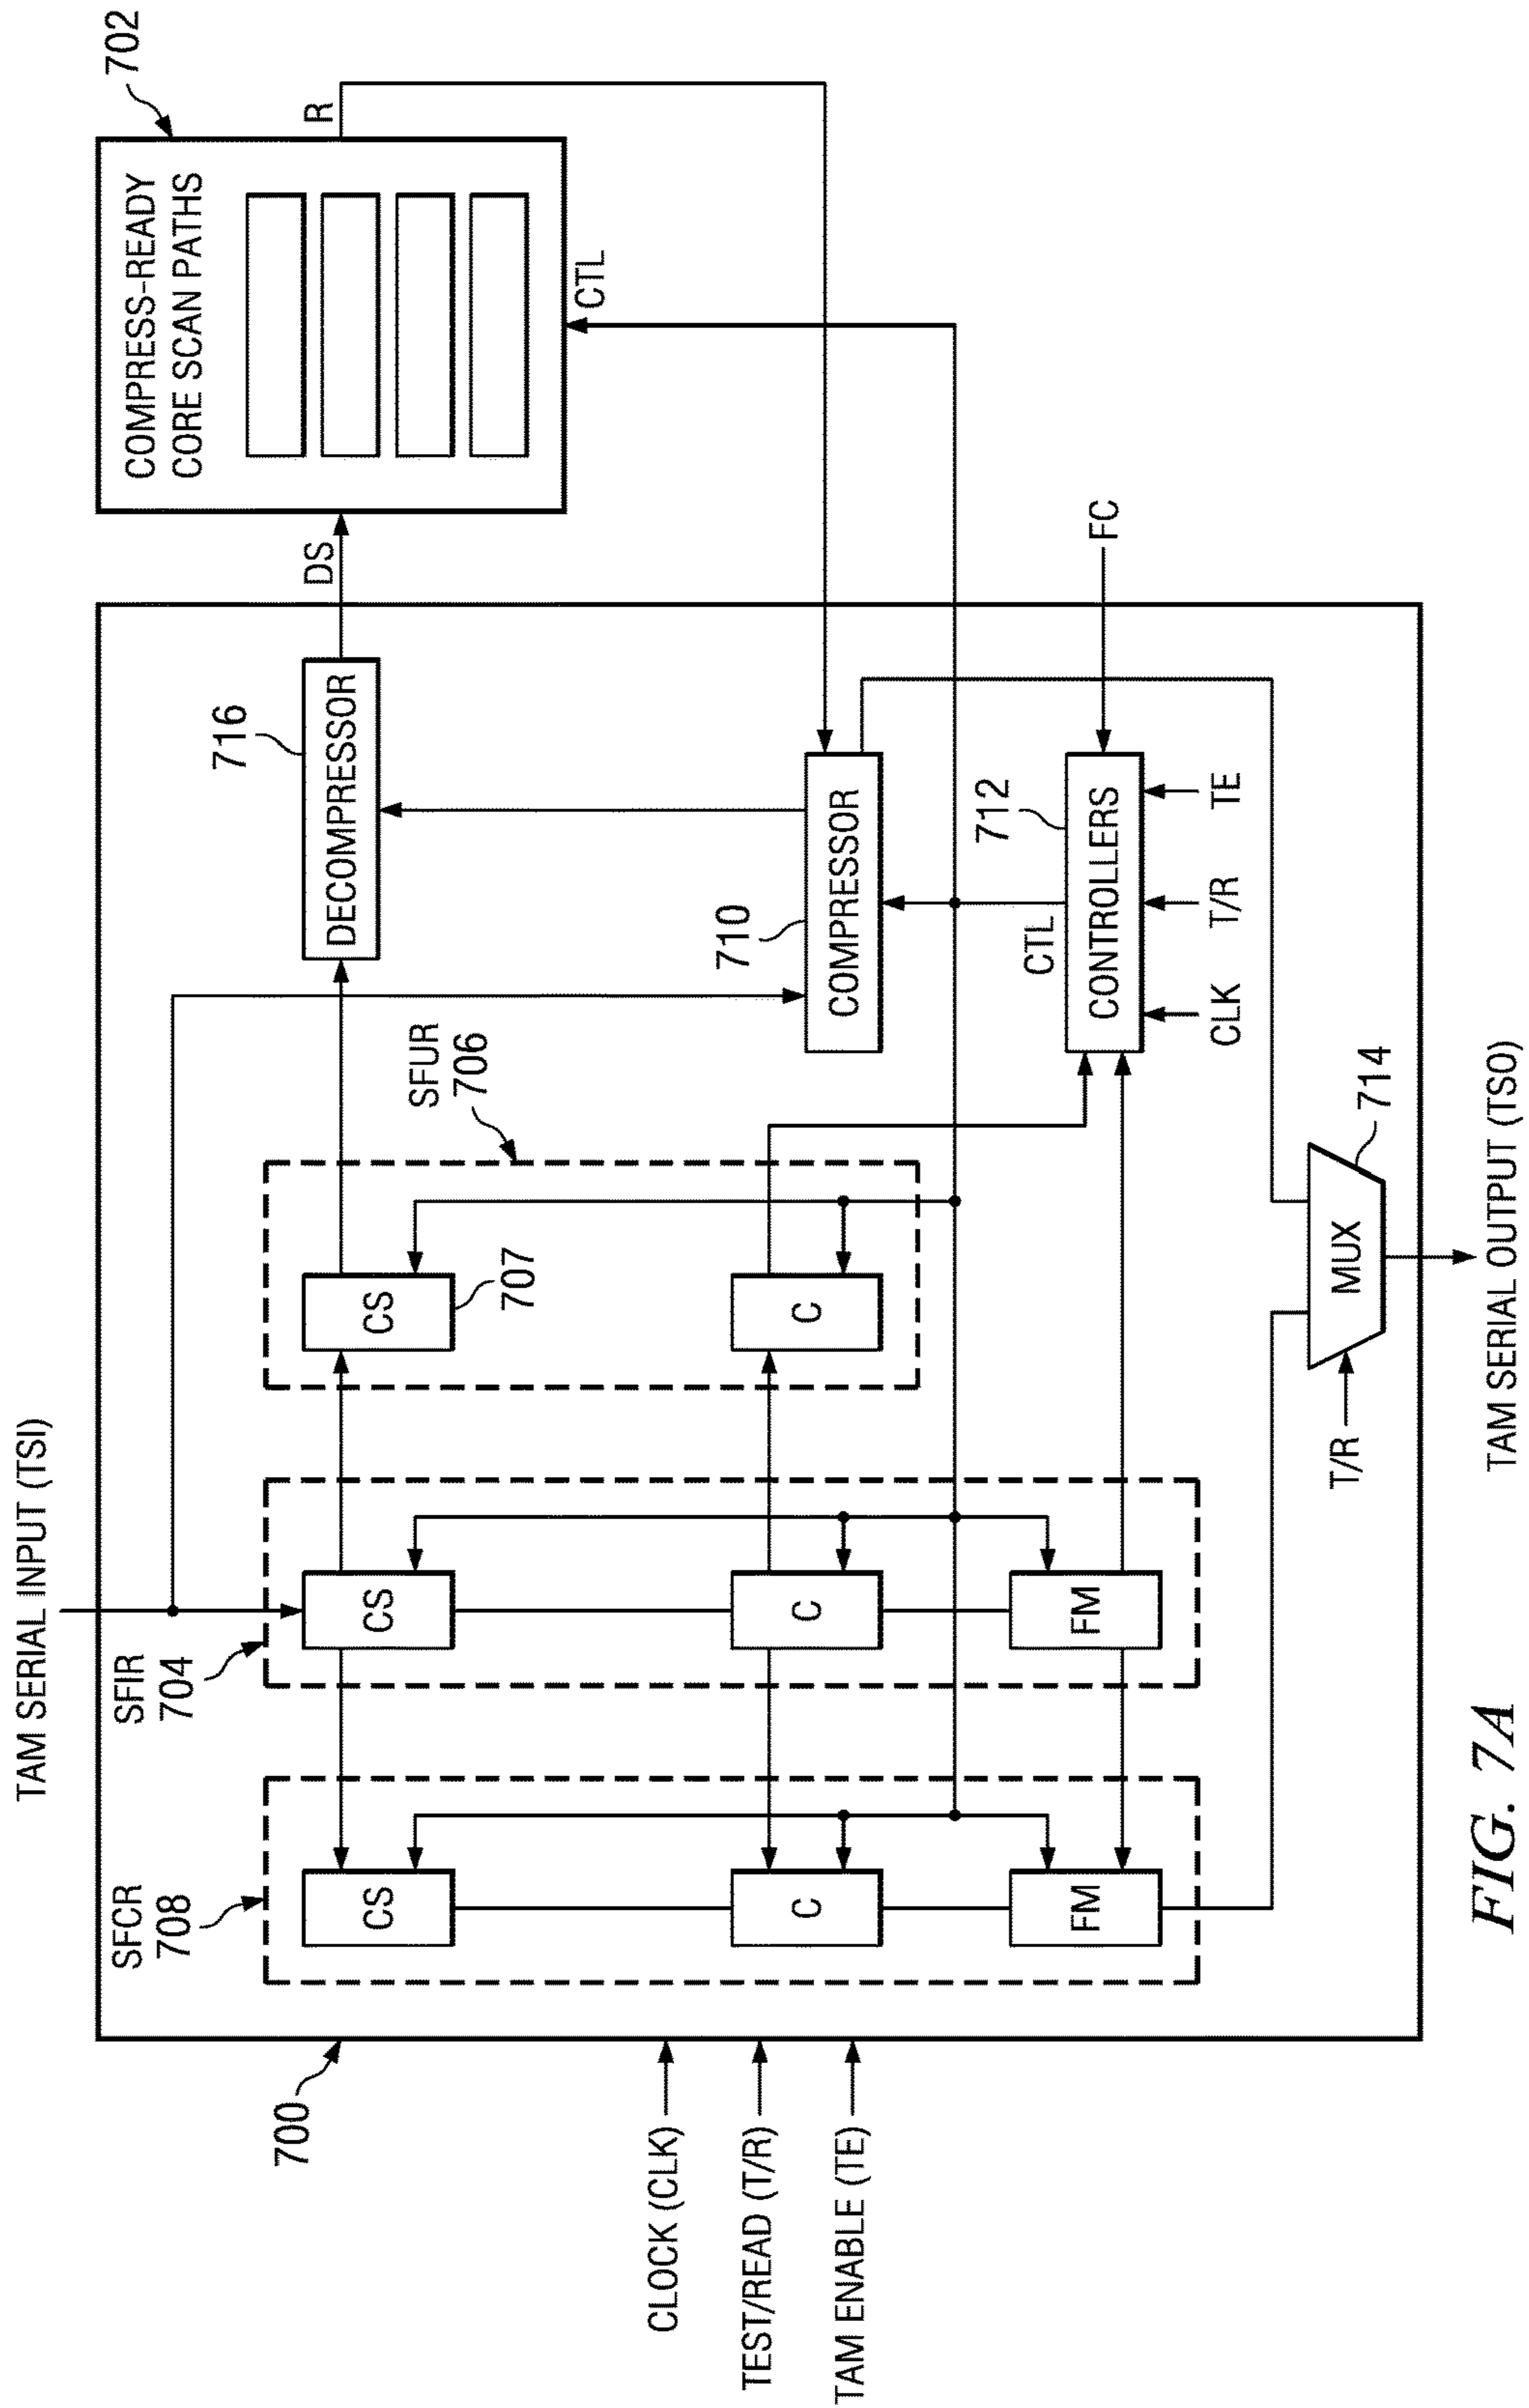 TAM SERIAL INPUT (TSI)
SFCR
708
SFIR
704
SFUR
706
716
DECOMPRESSOR
DS
702
COMPRESS-READY
CORE SCAN PATHS
R
CTL
CS
CS
CS
707
C
C
C
FM
FM
710
COMPRESSOR
CTL
712
CONTROLLERS
FC
CLK
T/R
TE
T/R
MUX
714
700
CLOCK (CLK)
TEST/READ (T/R)
TAM ENABLE (TE)
TAM SERIAL OUTPUT (TSO)
FIG. 7A